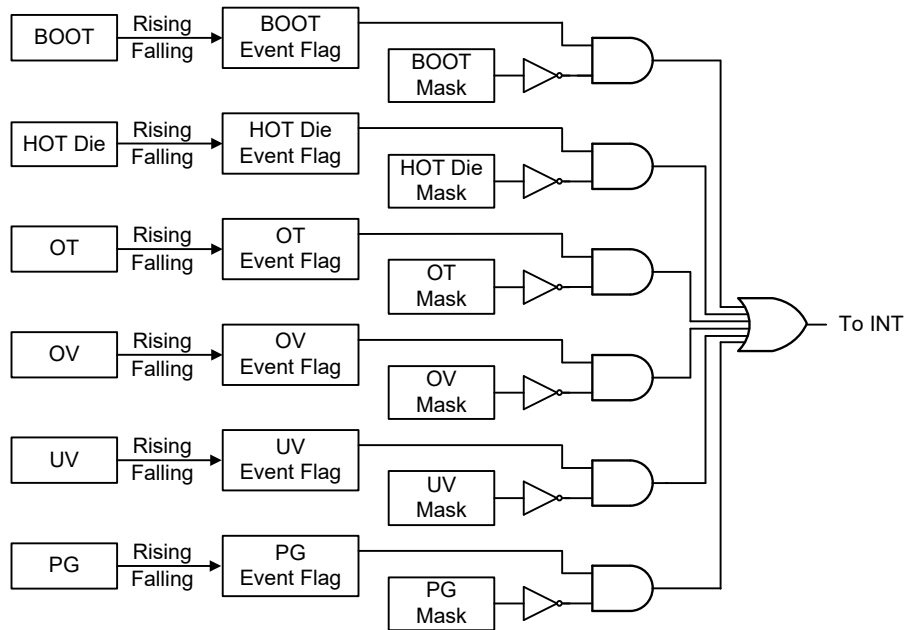 BOOT
Rising
Falling
BOOT
Event Flag
BOOT
Mask
HOT Die
Rising
Falling
HOT Die
Event Flag
HOT Die
Mask
OT
Rising
Falling
OT
Event Flag
OT
Mask
To INT
OV
Rising
Falling
OV
Event Flag
OV
Mask
UV
Rising
Falling
UV
Event Flag
UV
Mask
PG
Rising
Falling
PG
Event Flag
PG
Mask